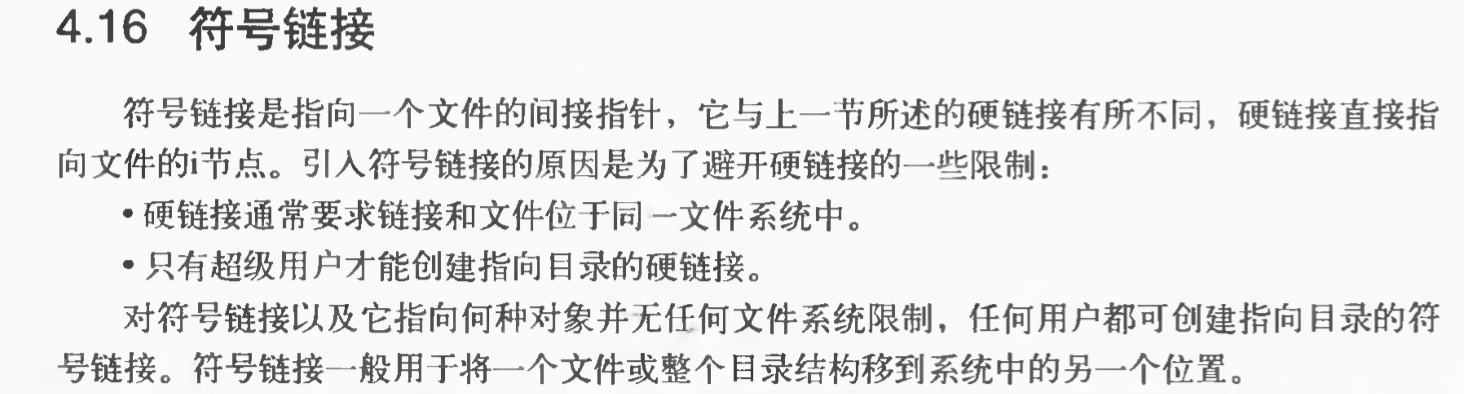 4.16 符号链接
符号链接是指向一个文件的间接指针，它与上一节所述的硬链接有所不同，硬链接直接指
向文件的i节点。引入符号链接的原因是为了避开硬链接的一些限制：
• 硬链接通常要求链接和文件位于同一文件系统中。
• 只有超级用户才能创建指向目录的硬链接。
对符号链接以及它指向何种对象并无任何文件系统限制，任何用户都可创建指向目录的符
号链接。符号链接一般用于将一个文件或整个目录结构移到系统中的另一个位置。